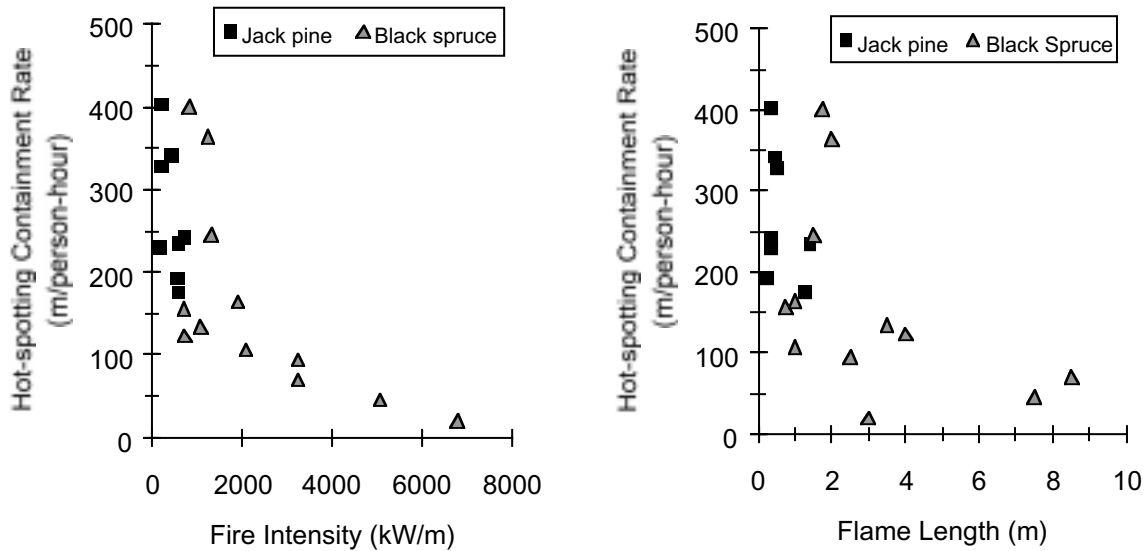 Jack pine Black spruce
Hot-spotting Containment Rate
(m/person-hour)
500
400
300
200
100
0
0 2000 4000 6000 8000
Fire Intensity (kW/m)
Jack pine Black Spruce
Hot-spotting Containment Rate
(m/person-hour)
500
400
300
200
100
0
0 2 4 6 8 10
Flame Length (m)